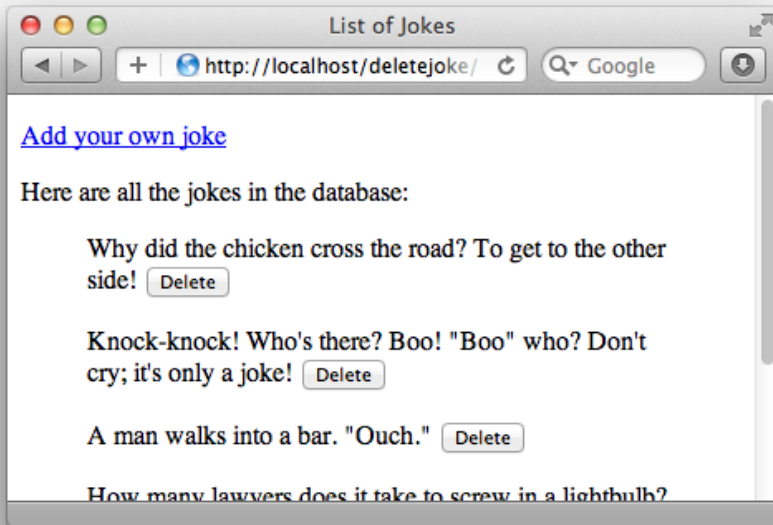 List of Jokes
http://localhost/deletejoke/
Google
Add your own joke
Here are all the jokes in the database:
Why did the chicken cross the road? To get to the other
side! Delete
Knock-knock! Who's there? Boo! "Boo" who? Don't
cry; it's only a joke! Delete
A man walks into a bar. "Ouch." Delete
How many lawyers does it take to screw in a lightbulb?